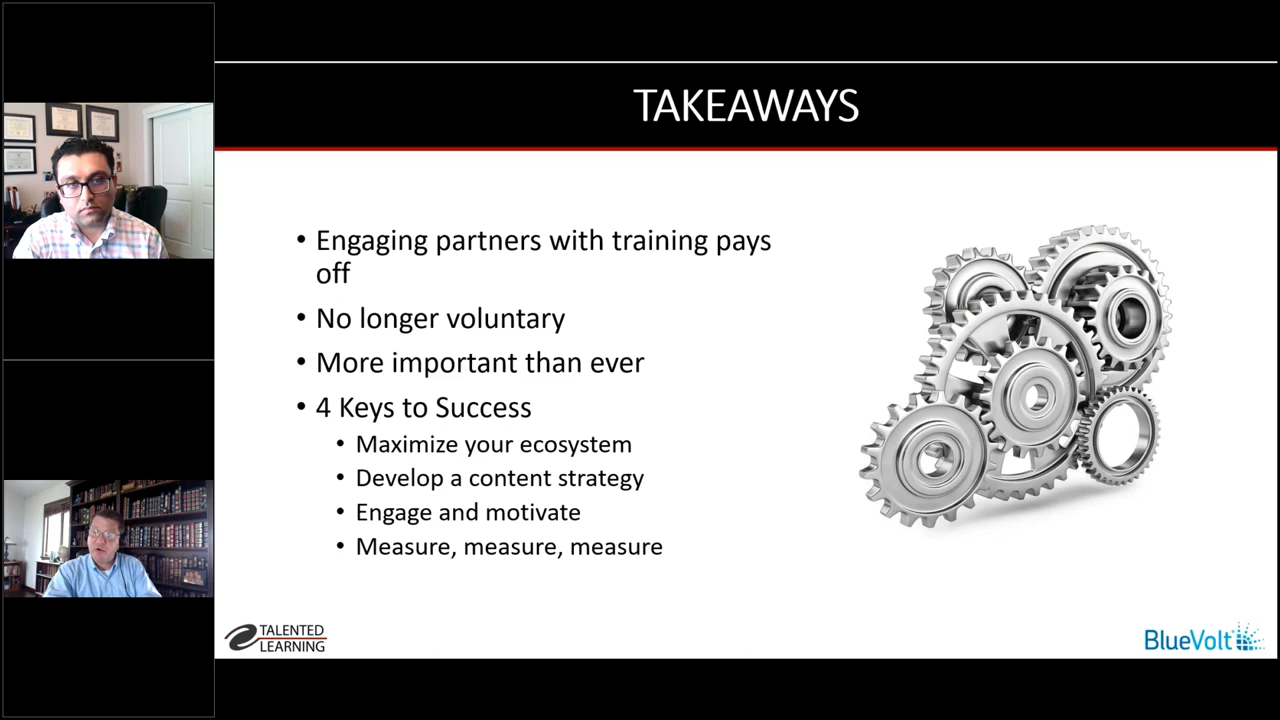 TAKEAWAYS
• Engaging partners with training pays
off
• No longer voluntary
• More important than ever
• 4 Keys to Success
• Maximize your ecosystem
• Develop a content strategy
• Engage and motivate
• Measure, measure, measure
TALENTED
LEARNING
BlueVolt